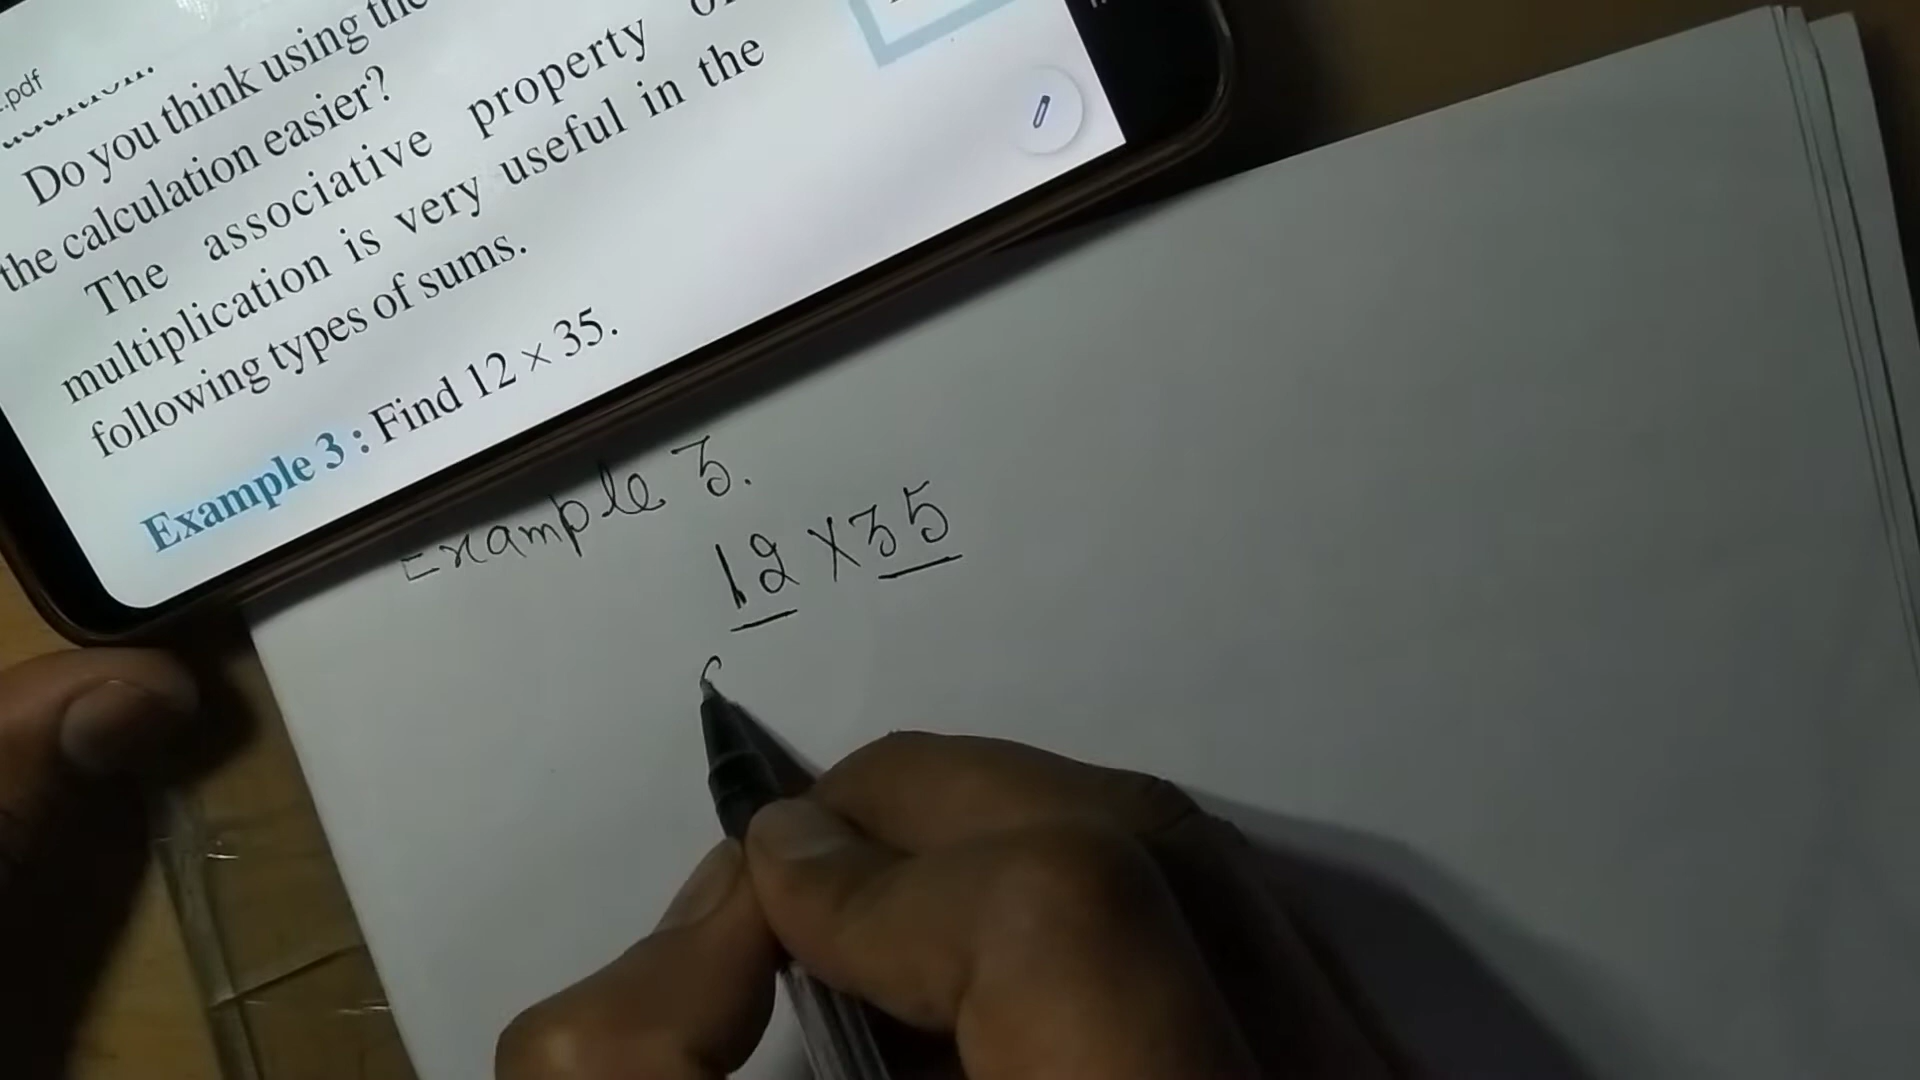 .pdf
Do you think using the
the calculation easier?
The associative property
multiplication is very useful in the
following types of sums.
Example 3 : Find 12 × 35.
Example 3.
12 X 35